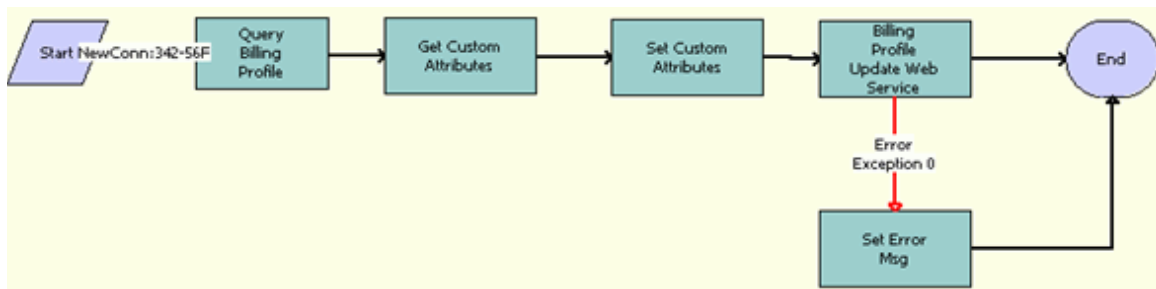 Start NewConn:342-56F
Query
Billing
Profile
Get Custom
Attributes
Set Custom
Attributes
Billing
Profile
Update Web
Service
End
Error
Exception 0
Set Error
Msg